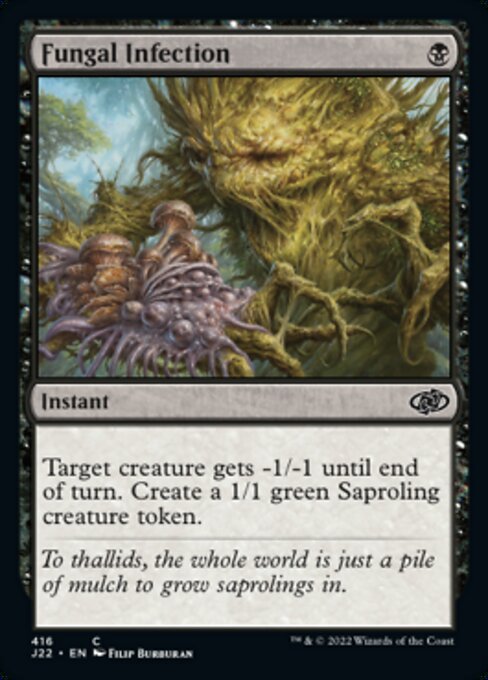 Fungal Infection
Instant
Target creature gets -1/-1 until end
of turn. Create a 1/1 green Saproling
creature token.
To thallids, the whole world is just a pile
of mulch to grow saprolings in.
416 C
J22 • EN Filip Burburan
™ & © 2022 Wizards of the Coast